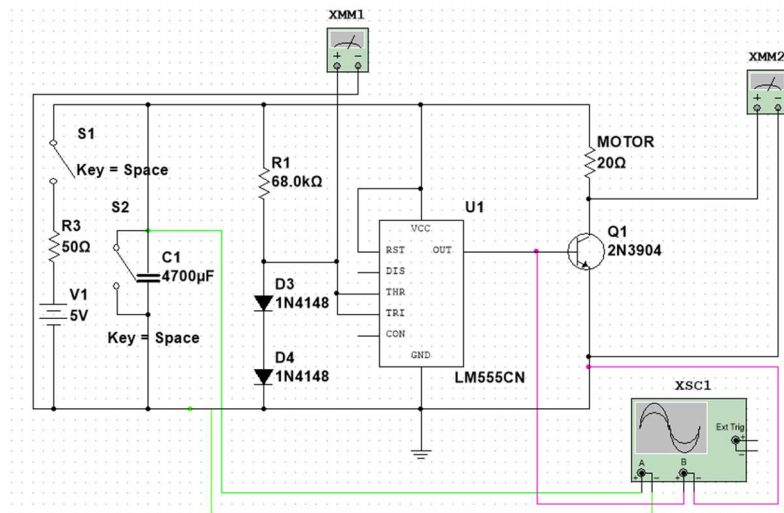 XMM1
XMM2
S1
Key = Space
R3
50Ω
V1
5V
S2
C1
4700µF
Key = Space
R1
68.0kΩ
D3
1N4148
D4
1N4148
U1
VCC
RST
OUT
DIS
THR
TRI
CON
GND
LM555CN
MOTOR
20Ω
Q1
2N3904
XSC1
Ext Trig
A
B